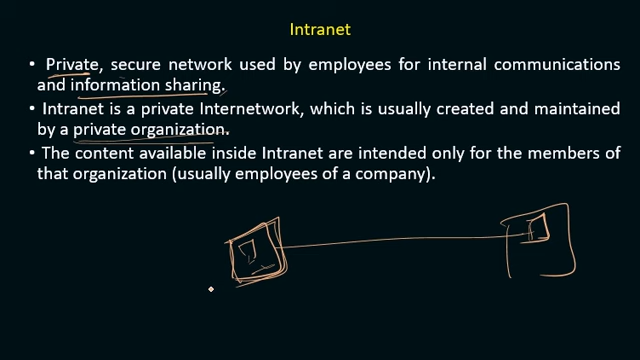 Intranet
• Private, secure network used by employees for internal communications
and information sharing.
• Intranet is a private Internetwork, which is usually created and maintained
by a private organization.
• The content available inside Intranet are intended only for the members of
that organization (usually employees of a company).